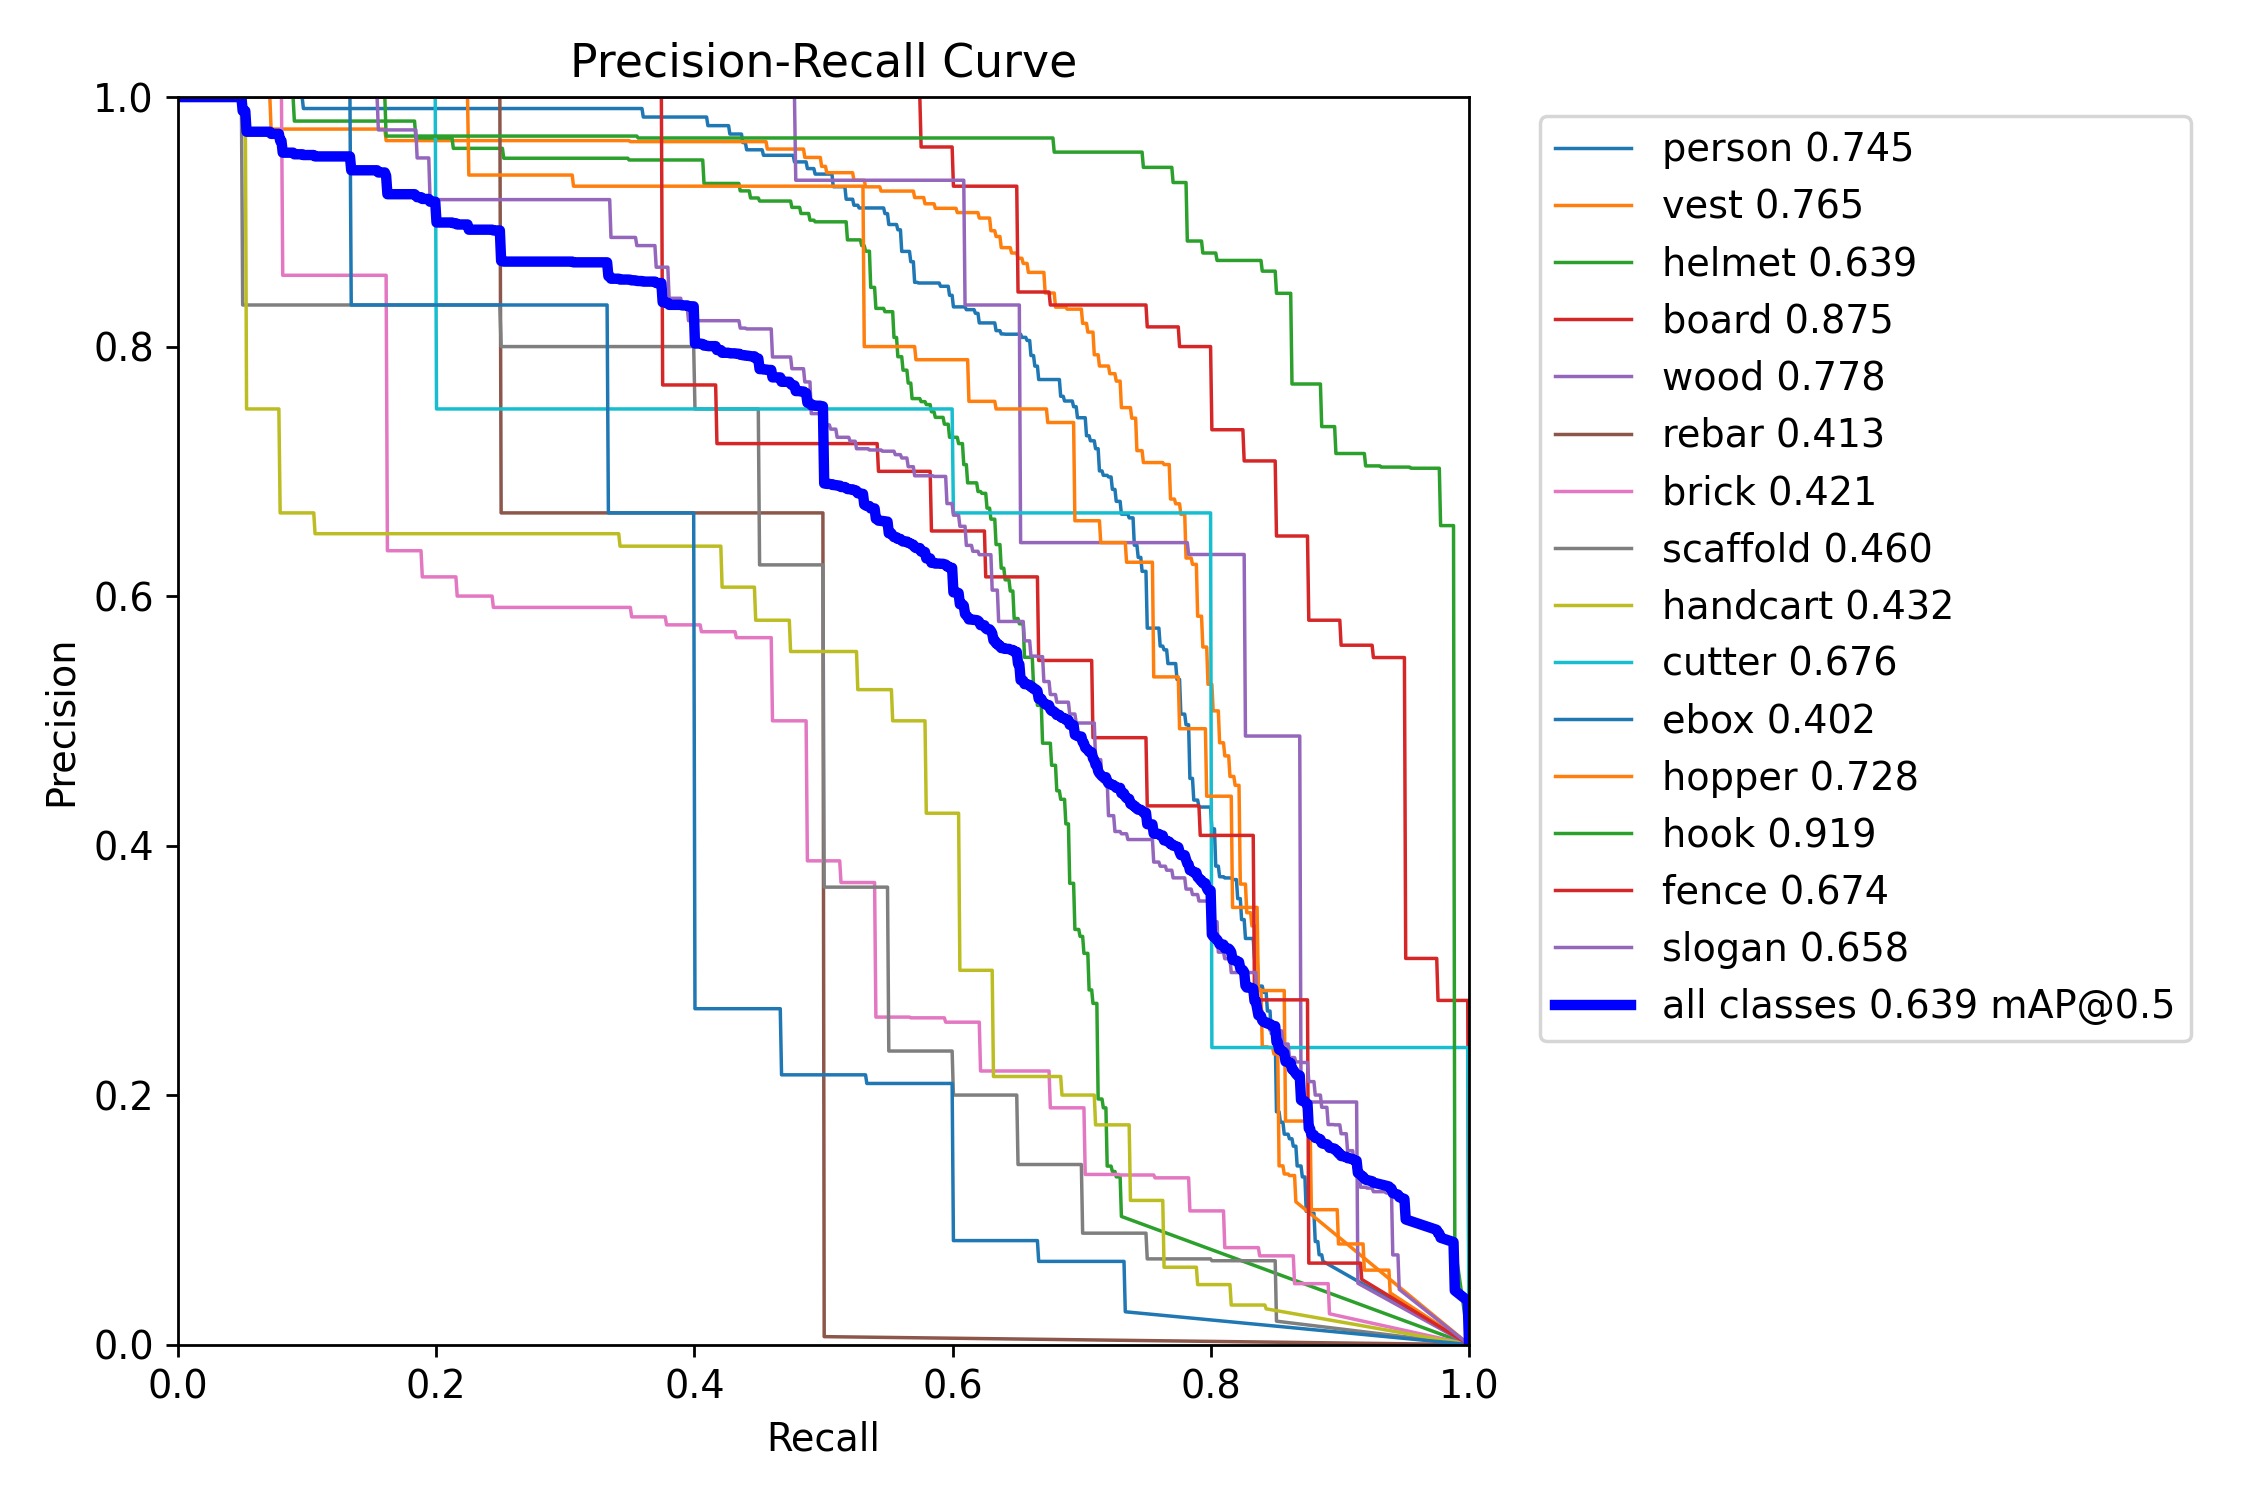 Precision-Recall Curve
1.0
0.8
0.6
0.4
0.2
0.0
Precision
0.0 0.2 0.4 0.6 0.8 1.0
Recall
person 0.745
vest 0.765
helmet 0.639
board 0.875
wood 0.778
rebar 0.413
brick 0.421
scaffold 0.460
handcart 0.432
cutter 0.676
ebox 0.402
hopper 0.728
hook 0.919
fence 0.674
slogan 0.658
all classes 0.639 mAP@0.5